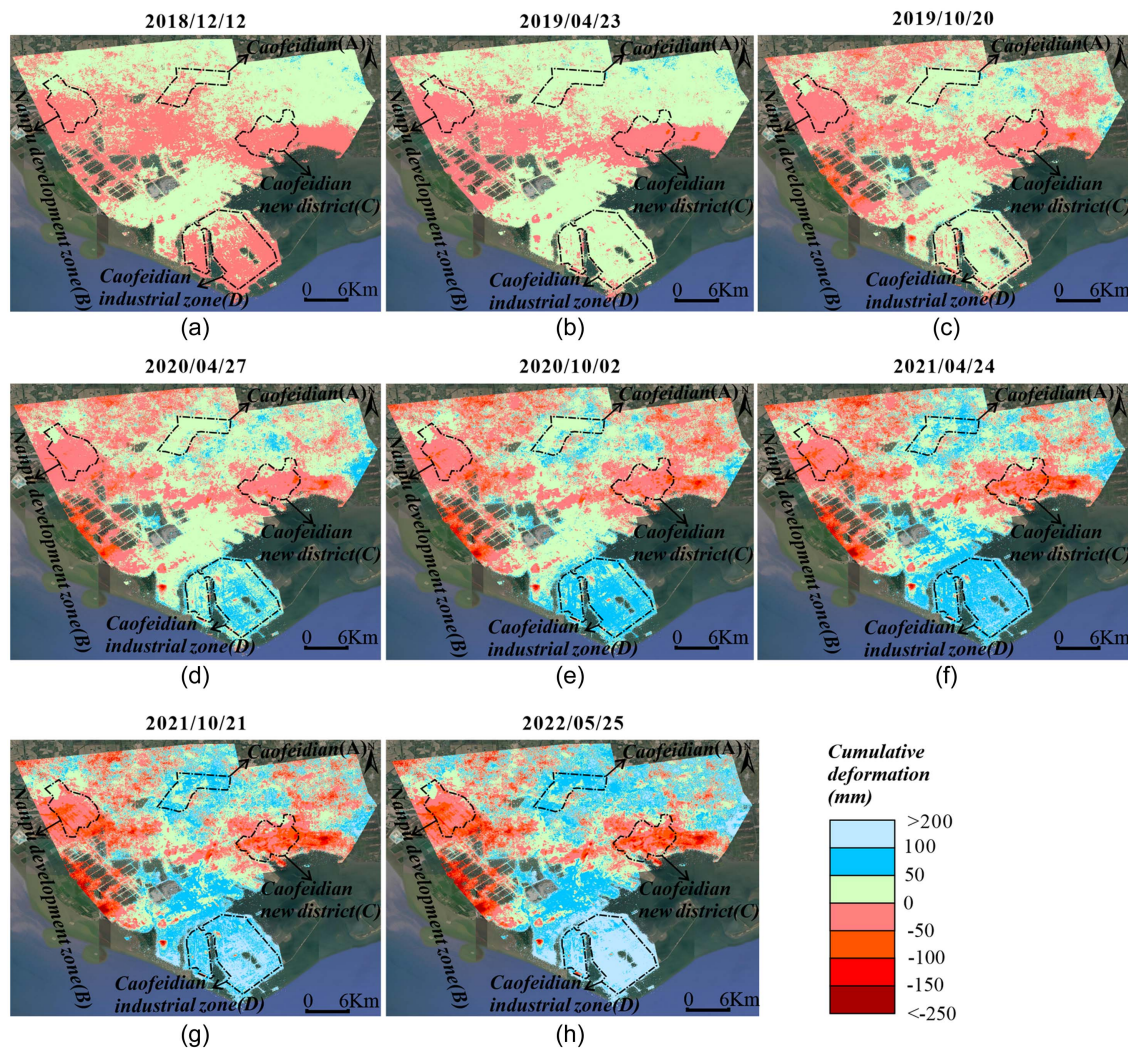 2018/12/12
Caofeidian(A)
N
Nanpu development zone(B)
Caofeidian
new district(C)
Caofeidian
industrial zone(D)
0 6Km
(a)
2019/04/23
Caofeidian(A)
N
Nanpu development zone(B)
Caofeidian
new district(C)
Caofeidian
industrial zone(D)
0 6Km
(b)
2019/10/20
Caofeidian(A)
N
Nanpu development zone(B)
Caofeidian
new district(C)
Caofeidian
industrial zone(D)
0 6Km
(c)
2020/04/27
Caofeidian(A)
N
Nanpu development zone(B)
Caofeidian
new district(C)
Caofeidian
industrial zone(D)
0 6Km
(d)
2020/10/02
Caofeidian(A)
N
Nanpu development zone(B)
Caofeidian
new district(C)
Caofeidian
industrial zone(D)
0 6Km
(e)
2021/04/24
Caofeidian(A)
N
Nanpu development zone(B)
Caofeidian
new district(C)
Caofeidian
industrial zone(D)
0 6Km
(f)
2021/10/21
Caofeidian(A)
N
Nanpu development zone(B)
Caofeidian
new district(C)
Caofeidian
industrial zone(D)
0 6Km
(g)
2022/05/25
Caofeidian(A)
N
Nanpu development zone(B)
Caofeidian
new district(C)
Caofeidian
industrial zone(D)
0 6Km
(h)
Cumulative
deformation
(mm)
>200
100
50
0
-50
-100
-150
<-250